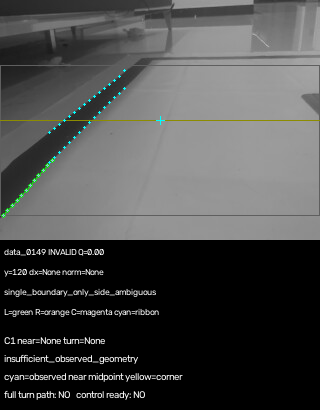 data_0149 INVALID Q=0.00
y=120 dx=None norm=None
single_boundary_only_side_ambiguous
L=green R=orange C=magenta cyan=ribbon
C1 near=None turn=None
insufficient_observed_geometry
cyan=observed near midpoint yellow=corner
full turn path: NO control ready: NO